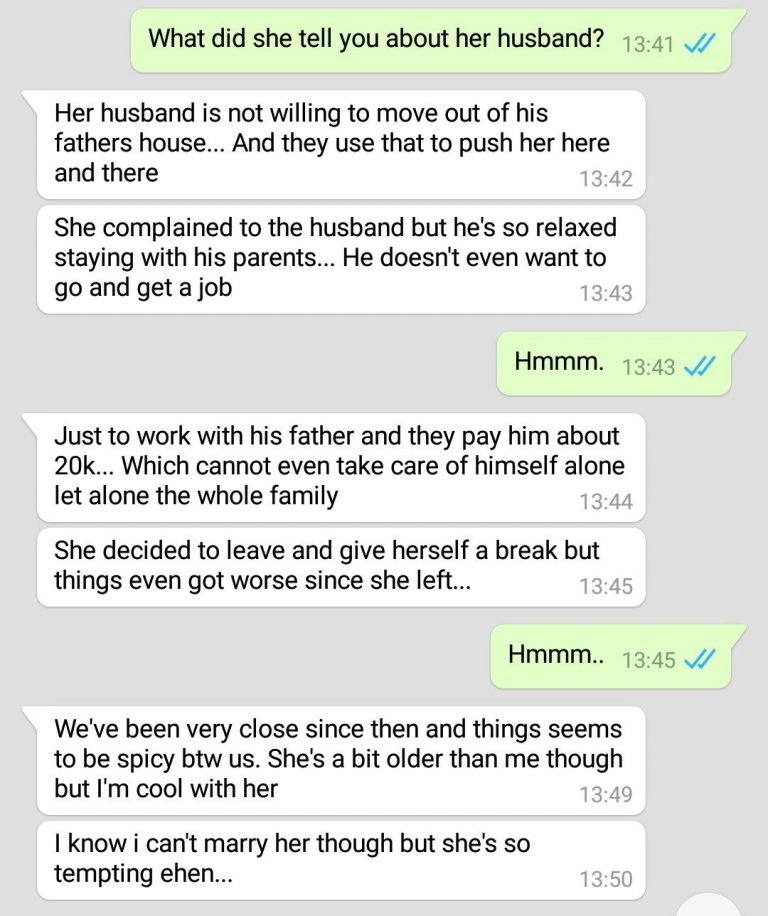 What did she tell you about her husband? 13:41
Her husband is not willing to move out of his
fathers house... And they use that to push her here
and there
13:42
She complained to the husband but he's so relaxed
staying with his parents... He doesn't even want to
go and get a job
13:43
Hmmm. 13:43
Just to work with his father and they pay him about
20k... Which cannot even take care of himself alone
let alone the whole family
13:44
She decided to leave and give herself a break but
things even got worse since she left...
13:45
Hmmm.. 13:45
We've been very close since then and things seems
to be spicy btw us. She's a bit older than me though
but I'm cool with her
13:49
I know i can't marry her though but she's so
tempting ehen...
13:50